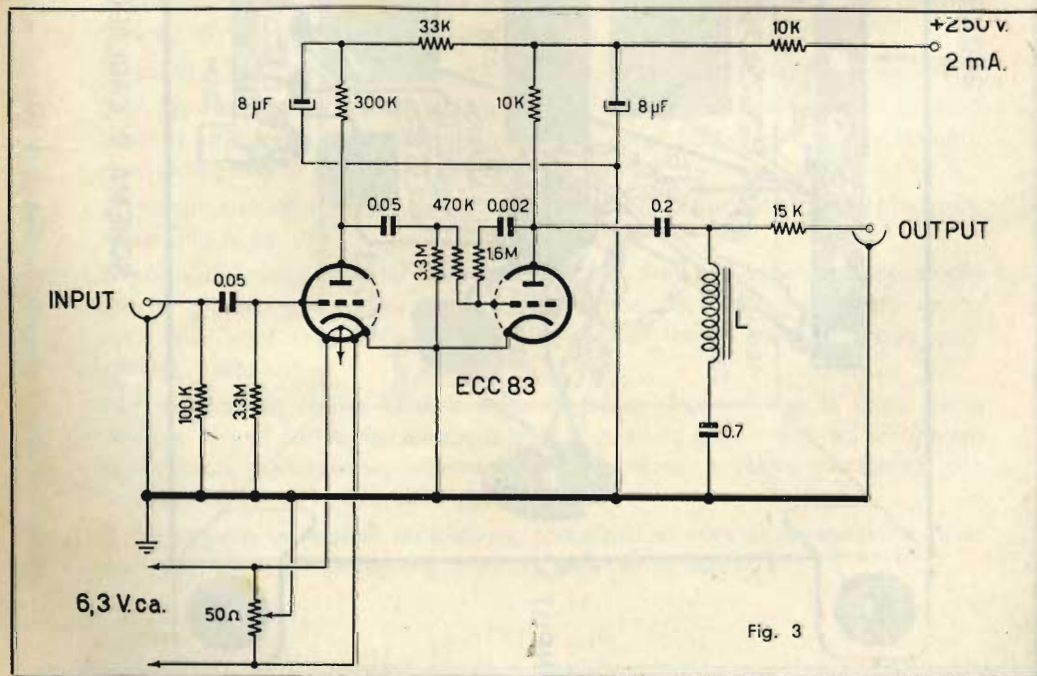 33K
10K
+250 V.
2 mA.
8 µF
300K
10K
8 µF
0.05
470K
0.002
0.2
15 K
OUTPUT
3.3M
1.6M
INPUT
0.05
L
ECC 83
100K
3.3M
0.7
6,3 V.ca.
50Ω
Fig. 3